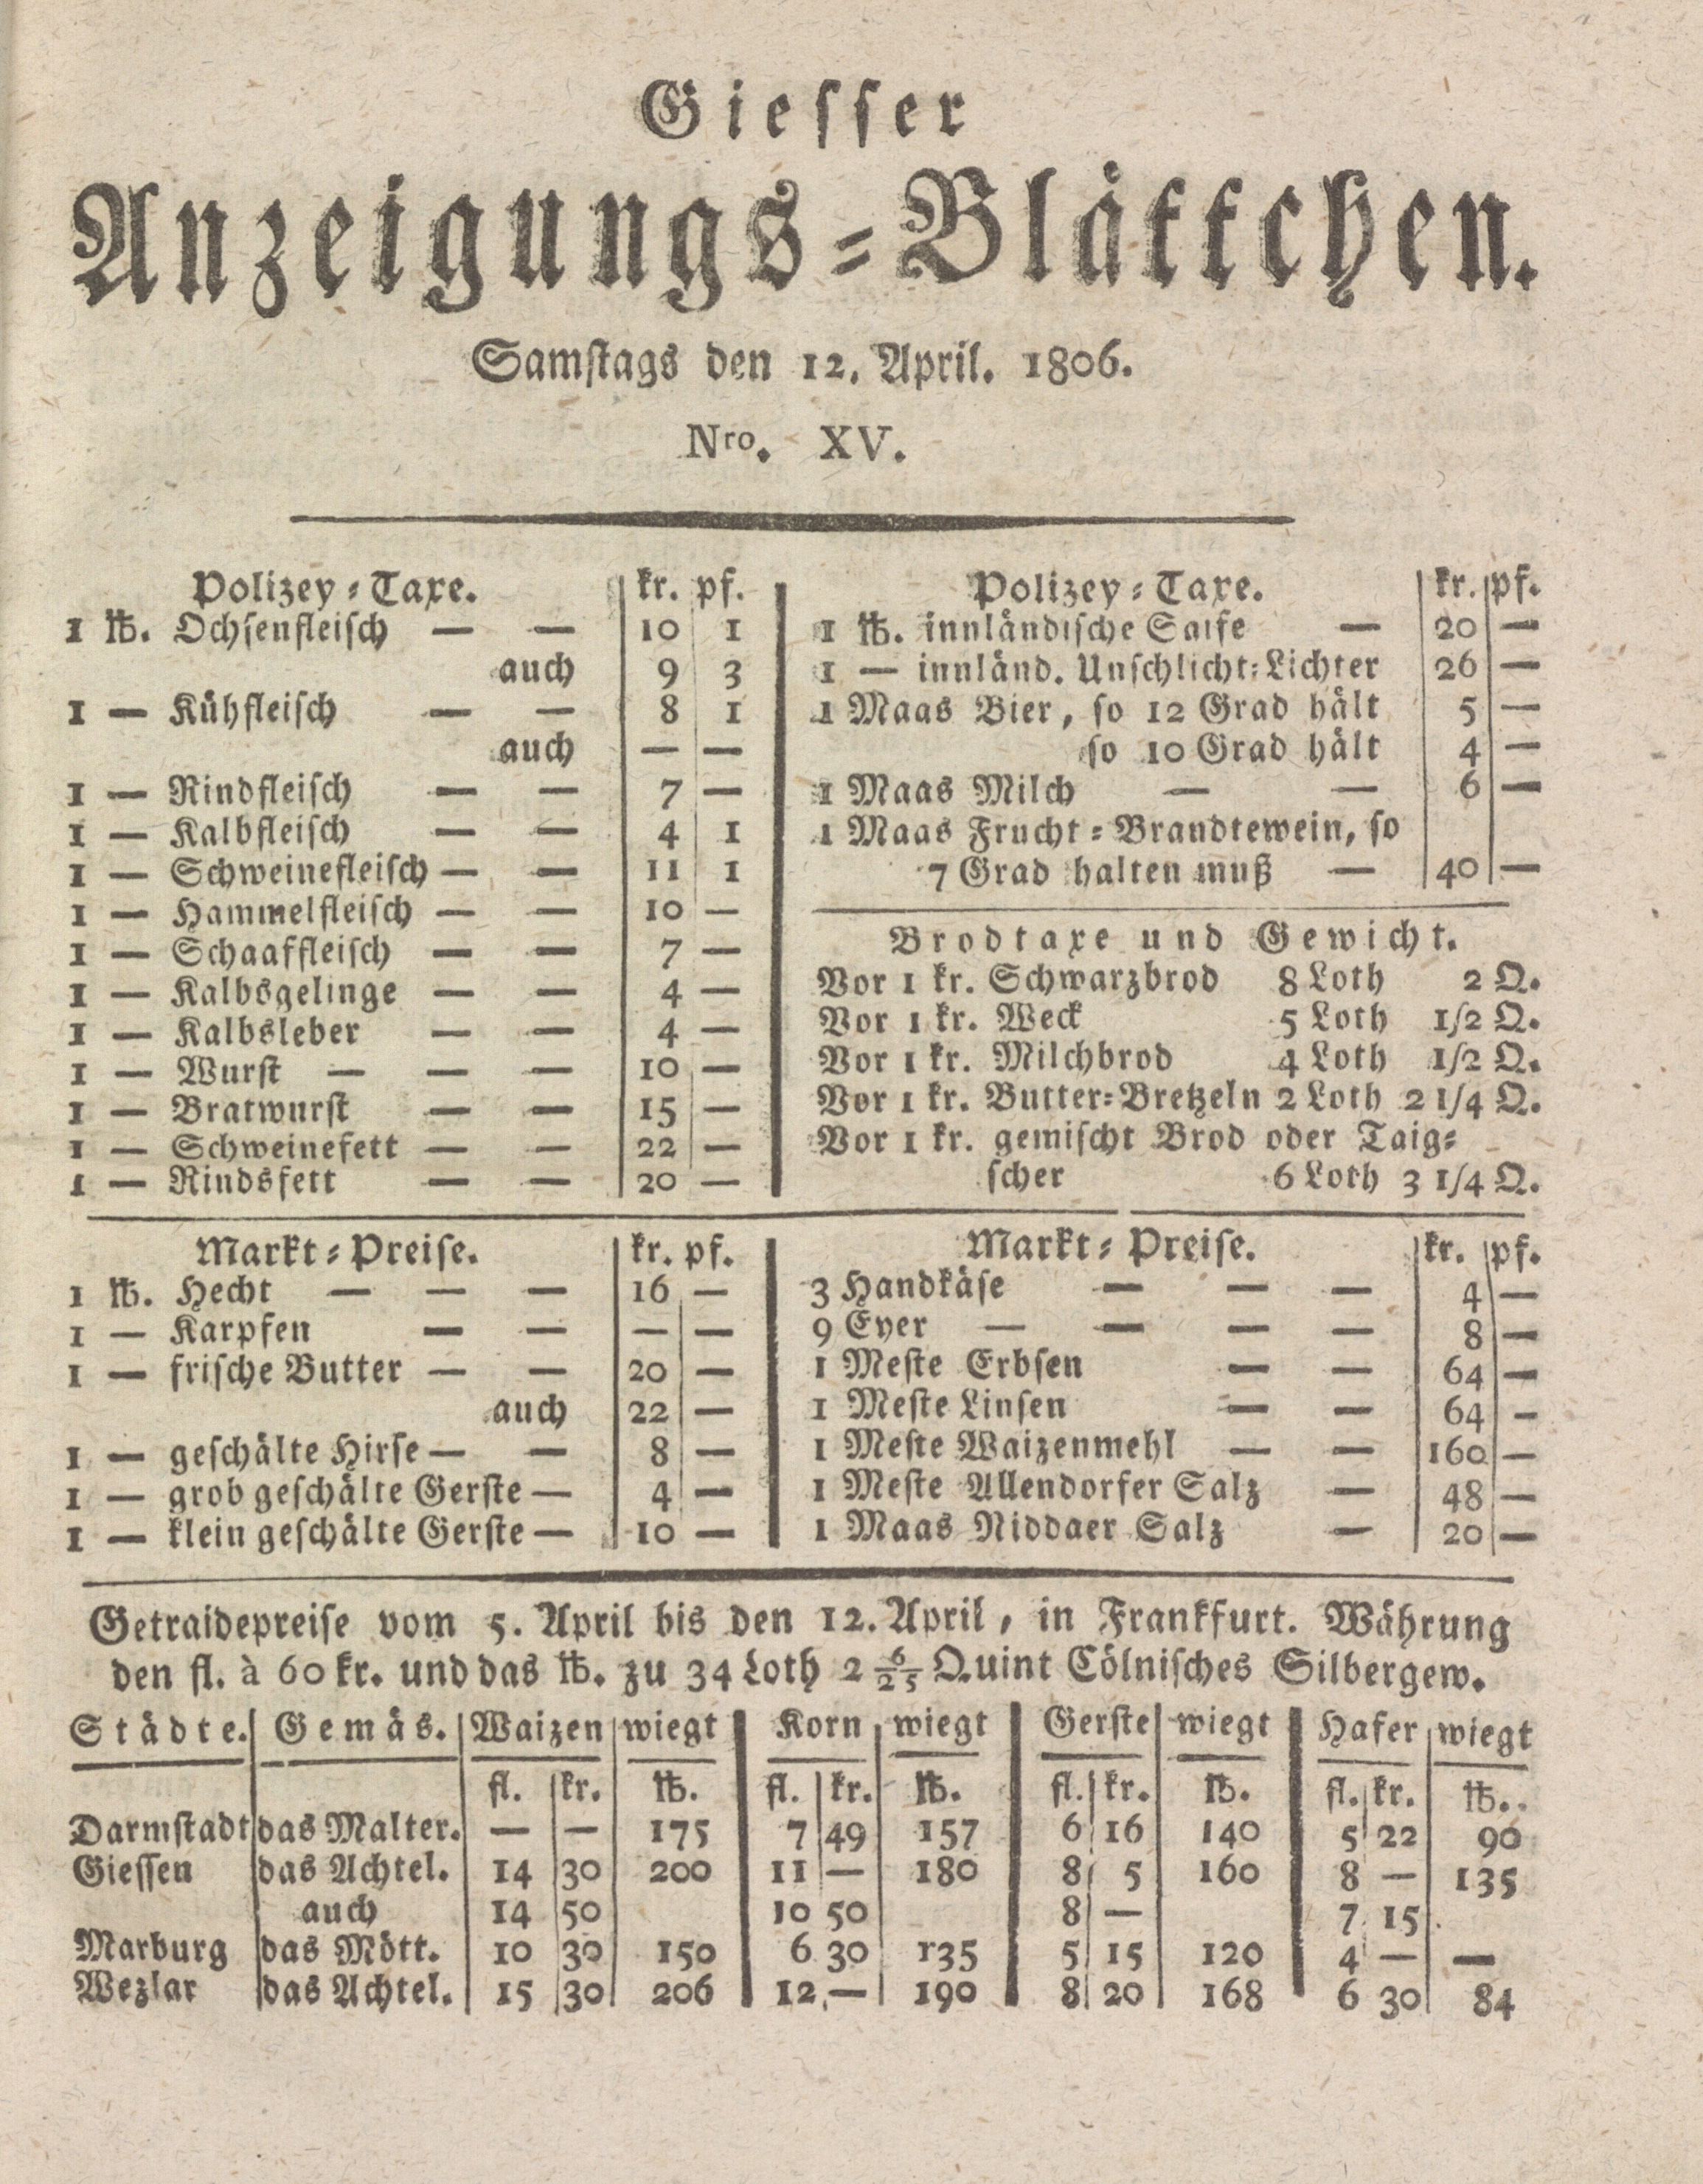 Giesser
Anzeigungs-Blättchen.
Samstags den 12. April. 1806.
Nro. XV.
Polizey-Taxe. kr. pf.
1 ℔. Ochsenfleisch — — 10 1
auch 9 3
1 — Kühfleisch — — 8 1
auch — —
1 — Rindfleisch — — 7 —
1 — Kalbfleisch — — 4 1
1 — Schweinefleisch — — 11 1
1 — Hammelfleisch — — 10 —
1 — Schaaffleisch — — 7 —
1 — Kalbsgelinge — — 4 —
1 — Kalbsleber — — 4 —
1 — Wurst — — — 10 —
1 — Bratwurst — — 15 —
1 — Schweinefett — — 22 —
1 — Rindsfett — — 20 —
Polizey-Taxe. kr. pf.
1 ℔. innländische Saife — 20 —
1 — innländ. Unschlicht-Lichter 26 —
1 Maas Bier, so 12 Grad hält 5 —
so 10 Grad hält 4 —
1 Maas Milch — — 6 —
1 Maas Frucht-Brandtewein, so
7 Grad halten muß — 40 —
Brodtaxe und Gewicht.
Vor 1 kr. Schwarzbrod 8 Loth 2 Q.
Vor 1 kr. Weck 5 Loth 1/2 Q.
Vor 1 kr. Milchbrod 4 Loth 1/2 Q.
Vor 1 kr. Butter-Bretzeln 2 Loth 2 1/4 Q.
Vor 1 kr. gemischt Brod oder Taig-
scher 6 Loth 3 1/4 Q.
Markt-Preise. kr. pf.
1 ℔. Hecht — — — 16 —
1 — Karpfen — — — —
1 — frische Butter — — 20 —
auch 22 —
1 — geschälte Hirse — — 8 —
1 — grob geschälte Gerste — 4 —
1 — klein geschälte Gerste — 10 —
Markt-Preise. kr. pf.
3 Handkäse — — — 4 —
9 Eyer — — — — 8 —
1 Meste Erbsen — — 64 —
1 Meste Linsen — — 64 —
1 Meste Waizenmehl — — 160 —
1 Meste Allendorfer Salz — 48 —
1 Maas Niddaer Salz — 20 —
Getraidepreise vom 5. April bis den 12. April, in Frankfurt. Währung
den fl. à 60 kr. und das ℔. zu 34 Loth 2 6/25 Quint Cölnisches Silbergew.
Städte. Gemäs. Waizen wiegt Korn wiegt Gerste wiegt Hafer wiegt
fl. kr. ℔. fl. kr. ℔. fl. kr. ℔. fl. kr. ℔.
Darmstadt das Malter. — — 175 7 49 157 6 16 140 5 22 90
Giessen das Achtel. 14 30 200 11 — 180 8 5 160 8 — 135
auch 14 50 10 50 8 — 7 15
Marburg das Mött. 10 30 150 6 30 135 5 15 120 4 — —
Wezlar das Achtel. 15 30 206 12 — 190 8 20 168 6 30 84